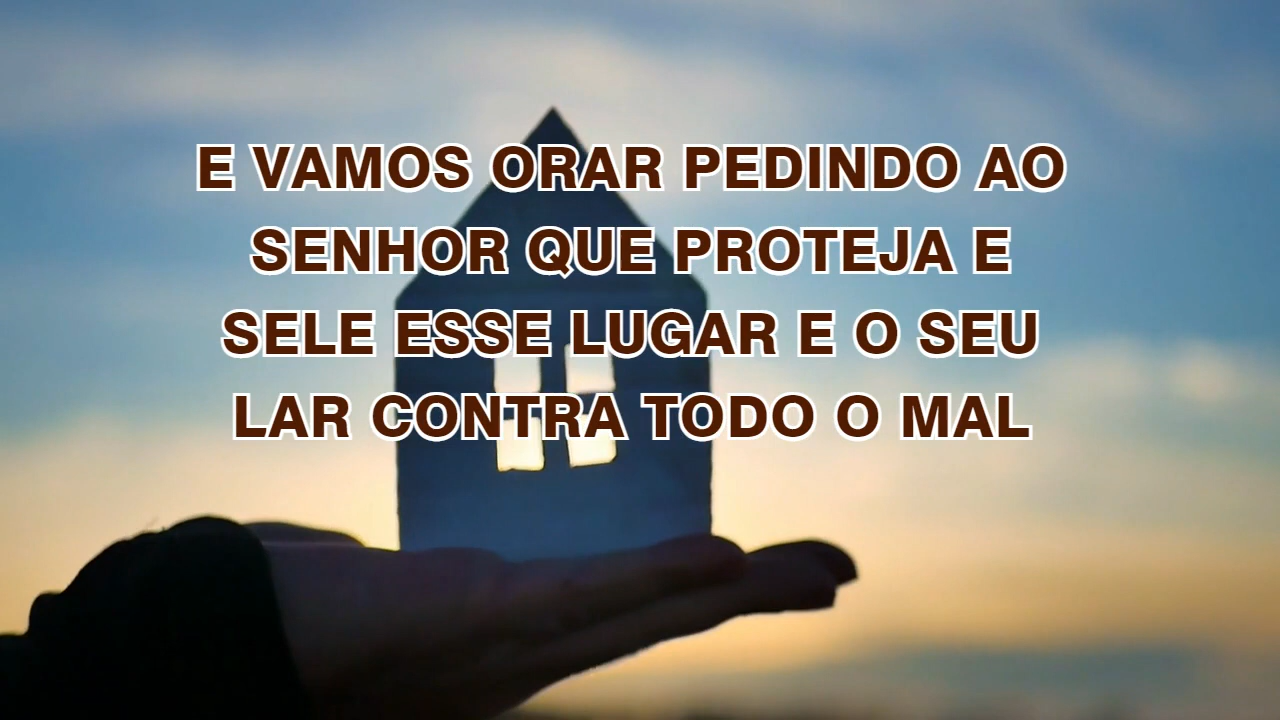 E VAMOS ORAR PEDINDO AO
SENHOR QUE PROTEJA E
SELE ESSE LUGAR E O SEU
LAR CONTRA TODO O MAL